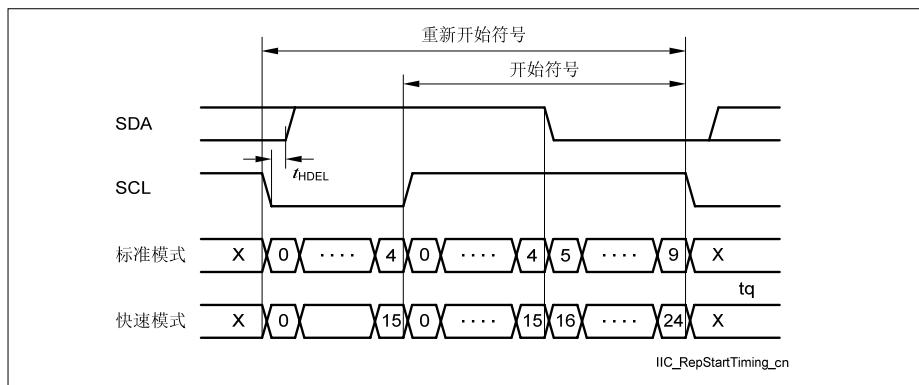 重新开始符号
开始符号
SDA
tHDEL
SCL
标准模式 X 0 ···· 4 0 ···· 4 5 ···· 9 X
tq
快速模式 X 0 15 0 ···· 15 16 ···· 24 X
IIC_RepStartTiming_cn